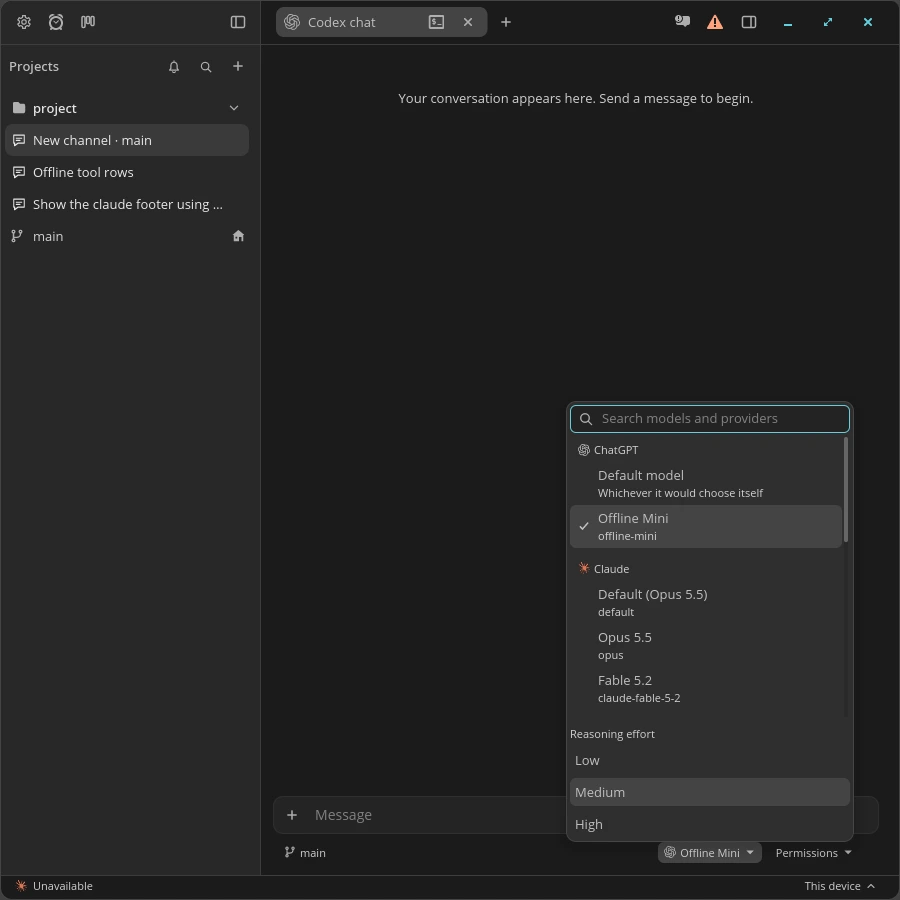 Codex chat
Projects
project
New channel · main
Offline tool rows
Show the claude footer using ...
main
Your conversation appears here. Send a message to begin.
Search models and providers
ChatGPT
Default model
Whichever it would choose itself
Offline Mini
offline-mini
Claude
Default (Opus 5.5)
default
Opus 5.5
opus
Fable 5.2
claude-fable-5-2
Reasoning effort
Low
Medium
High
Message
main
Offline Mini
Permissions
Unavailable
This device